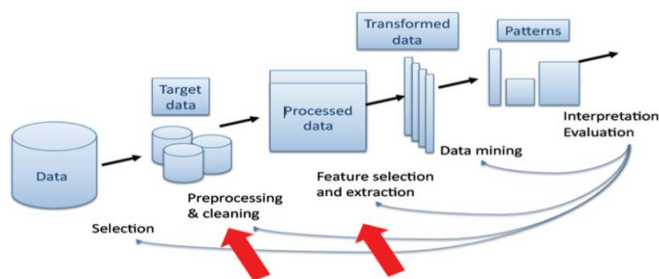 Transformed
data
Patterns
Target
data
Processed
data
Interpretation
Evaluation
Data mining
Data
Feature selection
and extraction
Preprocessing
& cleaning
Selection